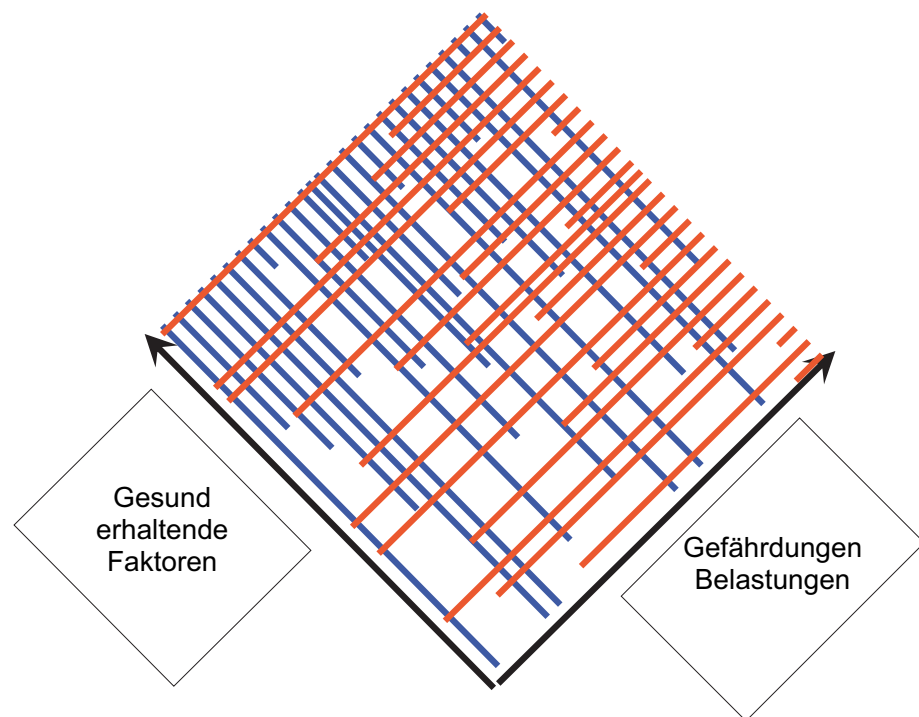 Gesund
erhaltende
Faktoren
Gefährdungen
Belastungen